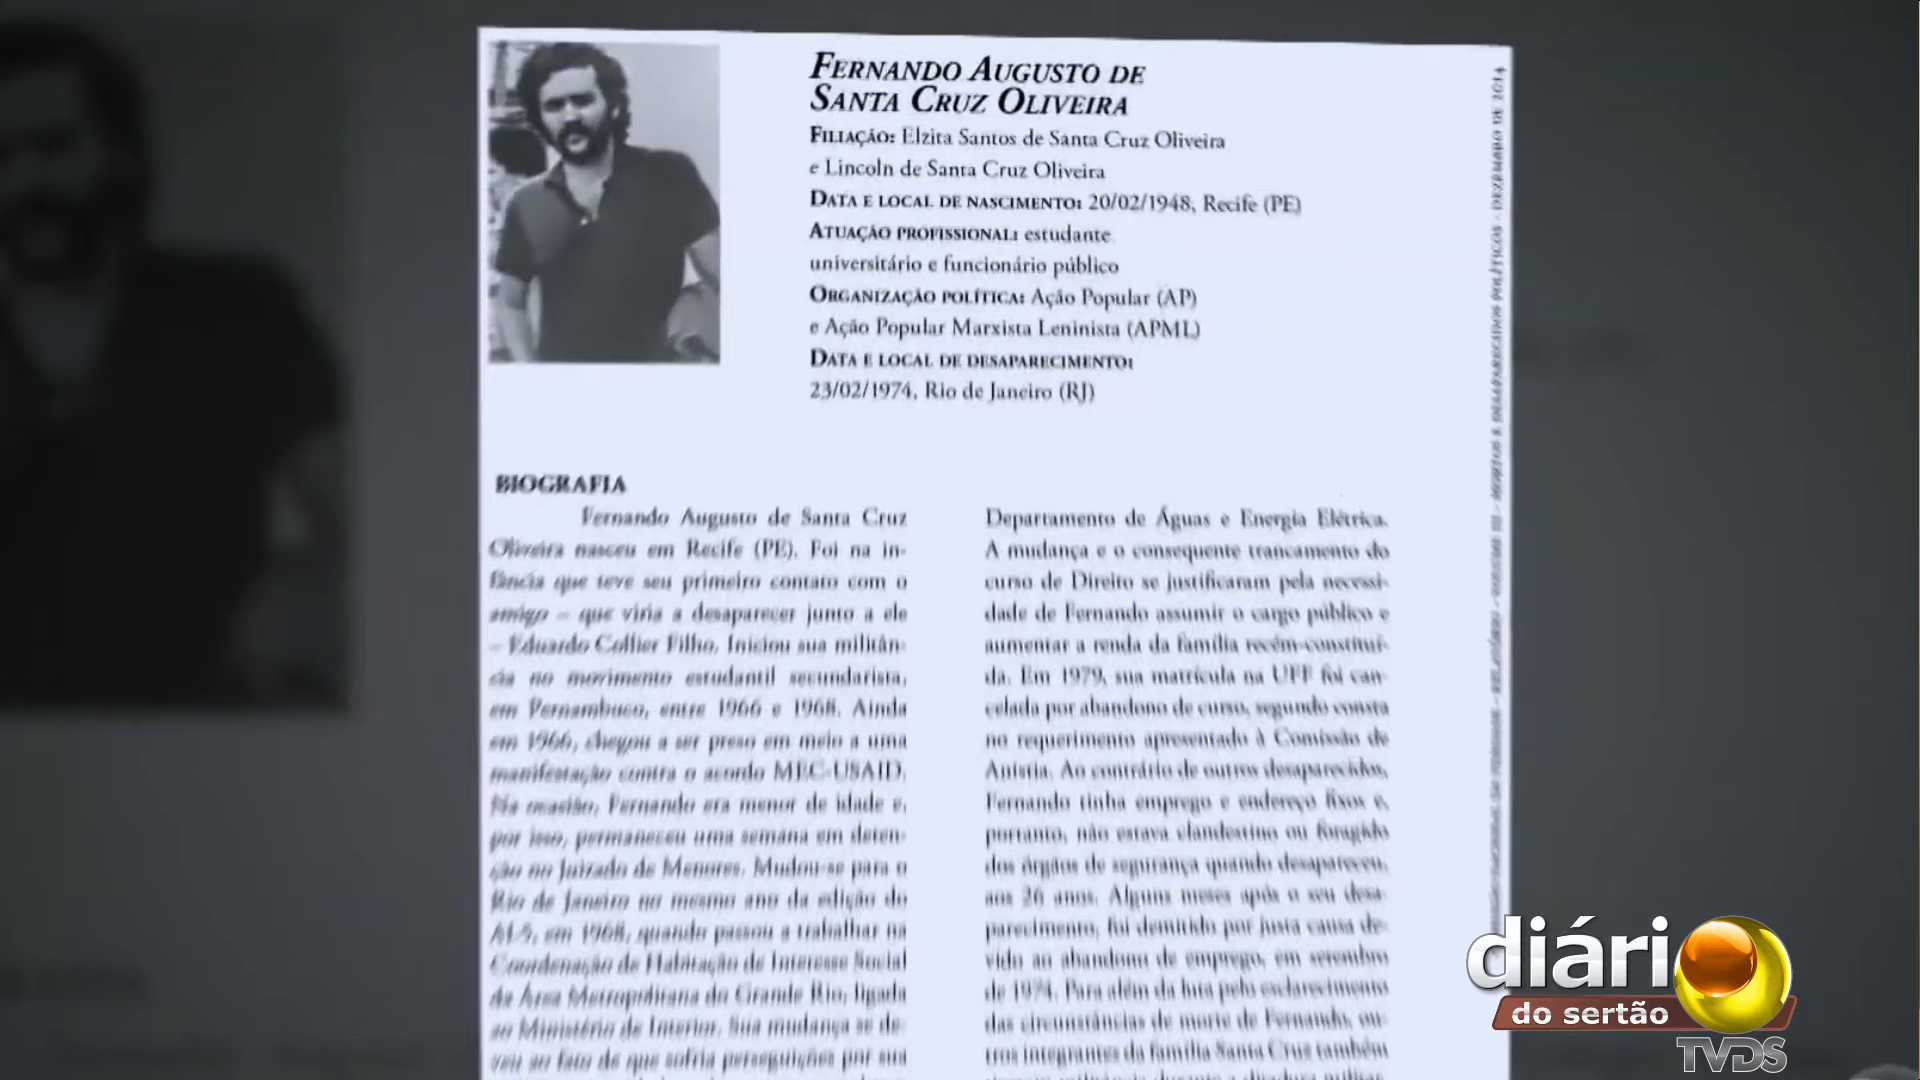 FERNANDO AUGUSTO DE
SANTA CRUZ OLIVEIRA
FILIAÇÃO: Elzita Santos de Santa Cruz Oliveira
e Lincoln de Santa Cruz Oliveira
DATA E LOCAL DE NASCIMENTO: 20/02/1948, Recife (PE)
ATUAÇÃO PROFISSIONAL: estudante
universitário e funcionário público
ORGANIZAÇÃO POLÍTICA: Ação Popular (AP)
e Ação Popular Marxista Leninista (APML)
DATA E LOCAL DE DESAPARECIMENTO:
23/02/1974, Rio de Janeiro (RJ)
BIOGRAFIA
Fernando Augusto de Santa Cruz
Oliveira nasceu em Recife (PE). Foi na in-
fância que teve seu primeiro contato com o
amigo – que viria a desaparecer junto a ele
– Eduardo Collier Filho. Iniciou sua militân-
cia no movimento estudantil secundarista,
em Pernambuco, entre 1966 e 1968. Ainda
em 1966, chegou a ser preso em meio a uma
manifestação contra o acordo MEC-USAID.
Na ocasião, Fernando era menor de idade e,
por isso, permaneceu uma semana em deten-
ção no Juizado de Menores. Mudou-se para o
Rio de Janeiro no mesmo ano da edição do
AI-5, em 1968, quando passou a trabalhar na
Coordenação de Habitação de Interesse Social
da Área Metropolitana do Grande Rio, ligada
ao Ministério do Interior. Sua mudança se de-
veu ao fato de que sofria perseguições por sua
Departamento de Águas e Energia Elétrica.
A mudança e o consequente trancamento do
curso de Direito se justificaram pela necessi-
dade de Fernando assumir o cargo público e
aumentar a renda da família recém-constituí-
da. Em 1979, sua matrícula na UFF foi can-
celada por abandono de curso, segundo consta
no requerimento apresentado à Comissão de
Anistia. Ao contrário de outros desaparecidos,
Fernando tinha emprego e endereço fixos e,
portanto, não estava clandestino ou foragido
dos órgãos de segurança quando desapareceu,
aos 26 anos. Alguns meses após o seu desa-
parecimento, foi demitido por justa causa de-
vido ao abandono de emprego, em setembro
de 1974. Para além da luta pelo esclarecimento
das circunstâncias de morte de Fernando, ou-
tros integrantes da família Santa Cruz também
MORTOS E DESAPARECIDOS POLÍTICOS - DEZEMBRO DE 2014
diário
do sertão
TVDS